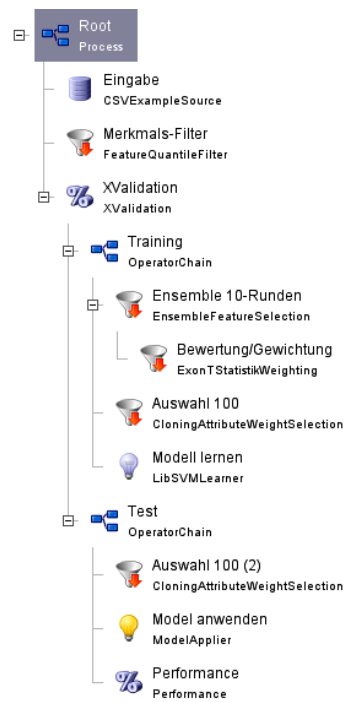 Root
Process
Eingabe
CSVExampleSource
Merkmals-Filter
FeatureQuantileFilter
XValidation
XValidation
Training
OperatorChain
Ensemble 10-Runden
EnsembleFeatureSelection
Bewertung/Gewichtung
ExonTStatistikWeighting
Auswahl 100
CloningAttributeWeightSelection
Modell lernen
LibSVMLearner
Test
OperatorChain
Auswahl 100 (2)
CloningAttributeWeightSelection
Model anwenden
ModelApplier
Performance
Performance